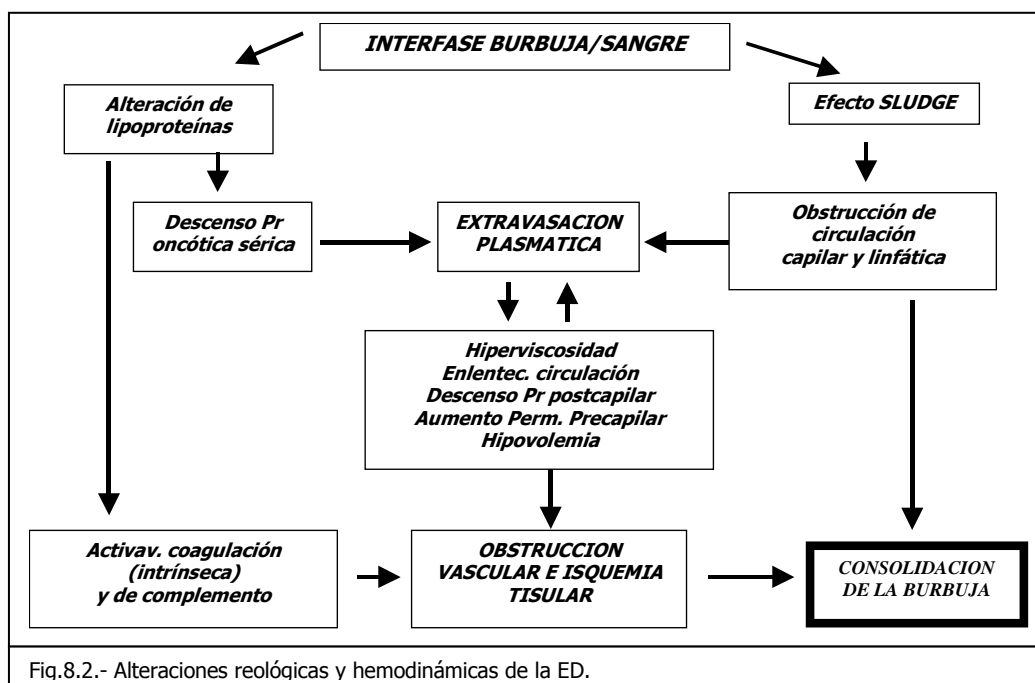 INTERFASE BURBUJA/SANGRE
Alteración de
lipoproteínas
Efecto SLUDGE
Descenso Pr
oncótica sérica
EXTRAVASACION
PLASMATICA
Obstrucción de
circulación
capilar y linfática
Hiperviscosidad
Enlentec. circulación
Descenso Pr postcapilar
Aumento Perm. Precapilar
Hipovolemia
Activav. coagulación
(intrínseca)
y de complemento
OBSTRUCCION
VASCULAR E ISQUEMIA
TISULAR
CONSOLIDACION
DE LA BURBUJA
Fig.8.2.- Alteraciones reológicas y hemodinámicas de la ED.